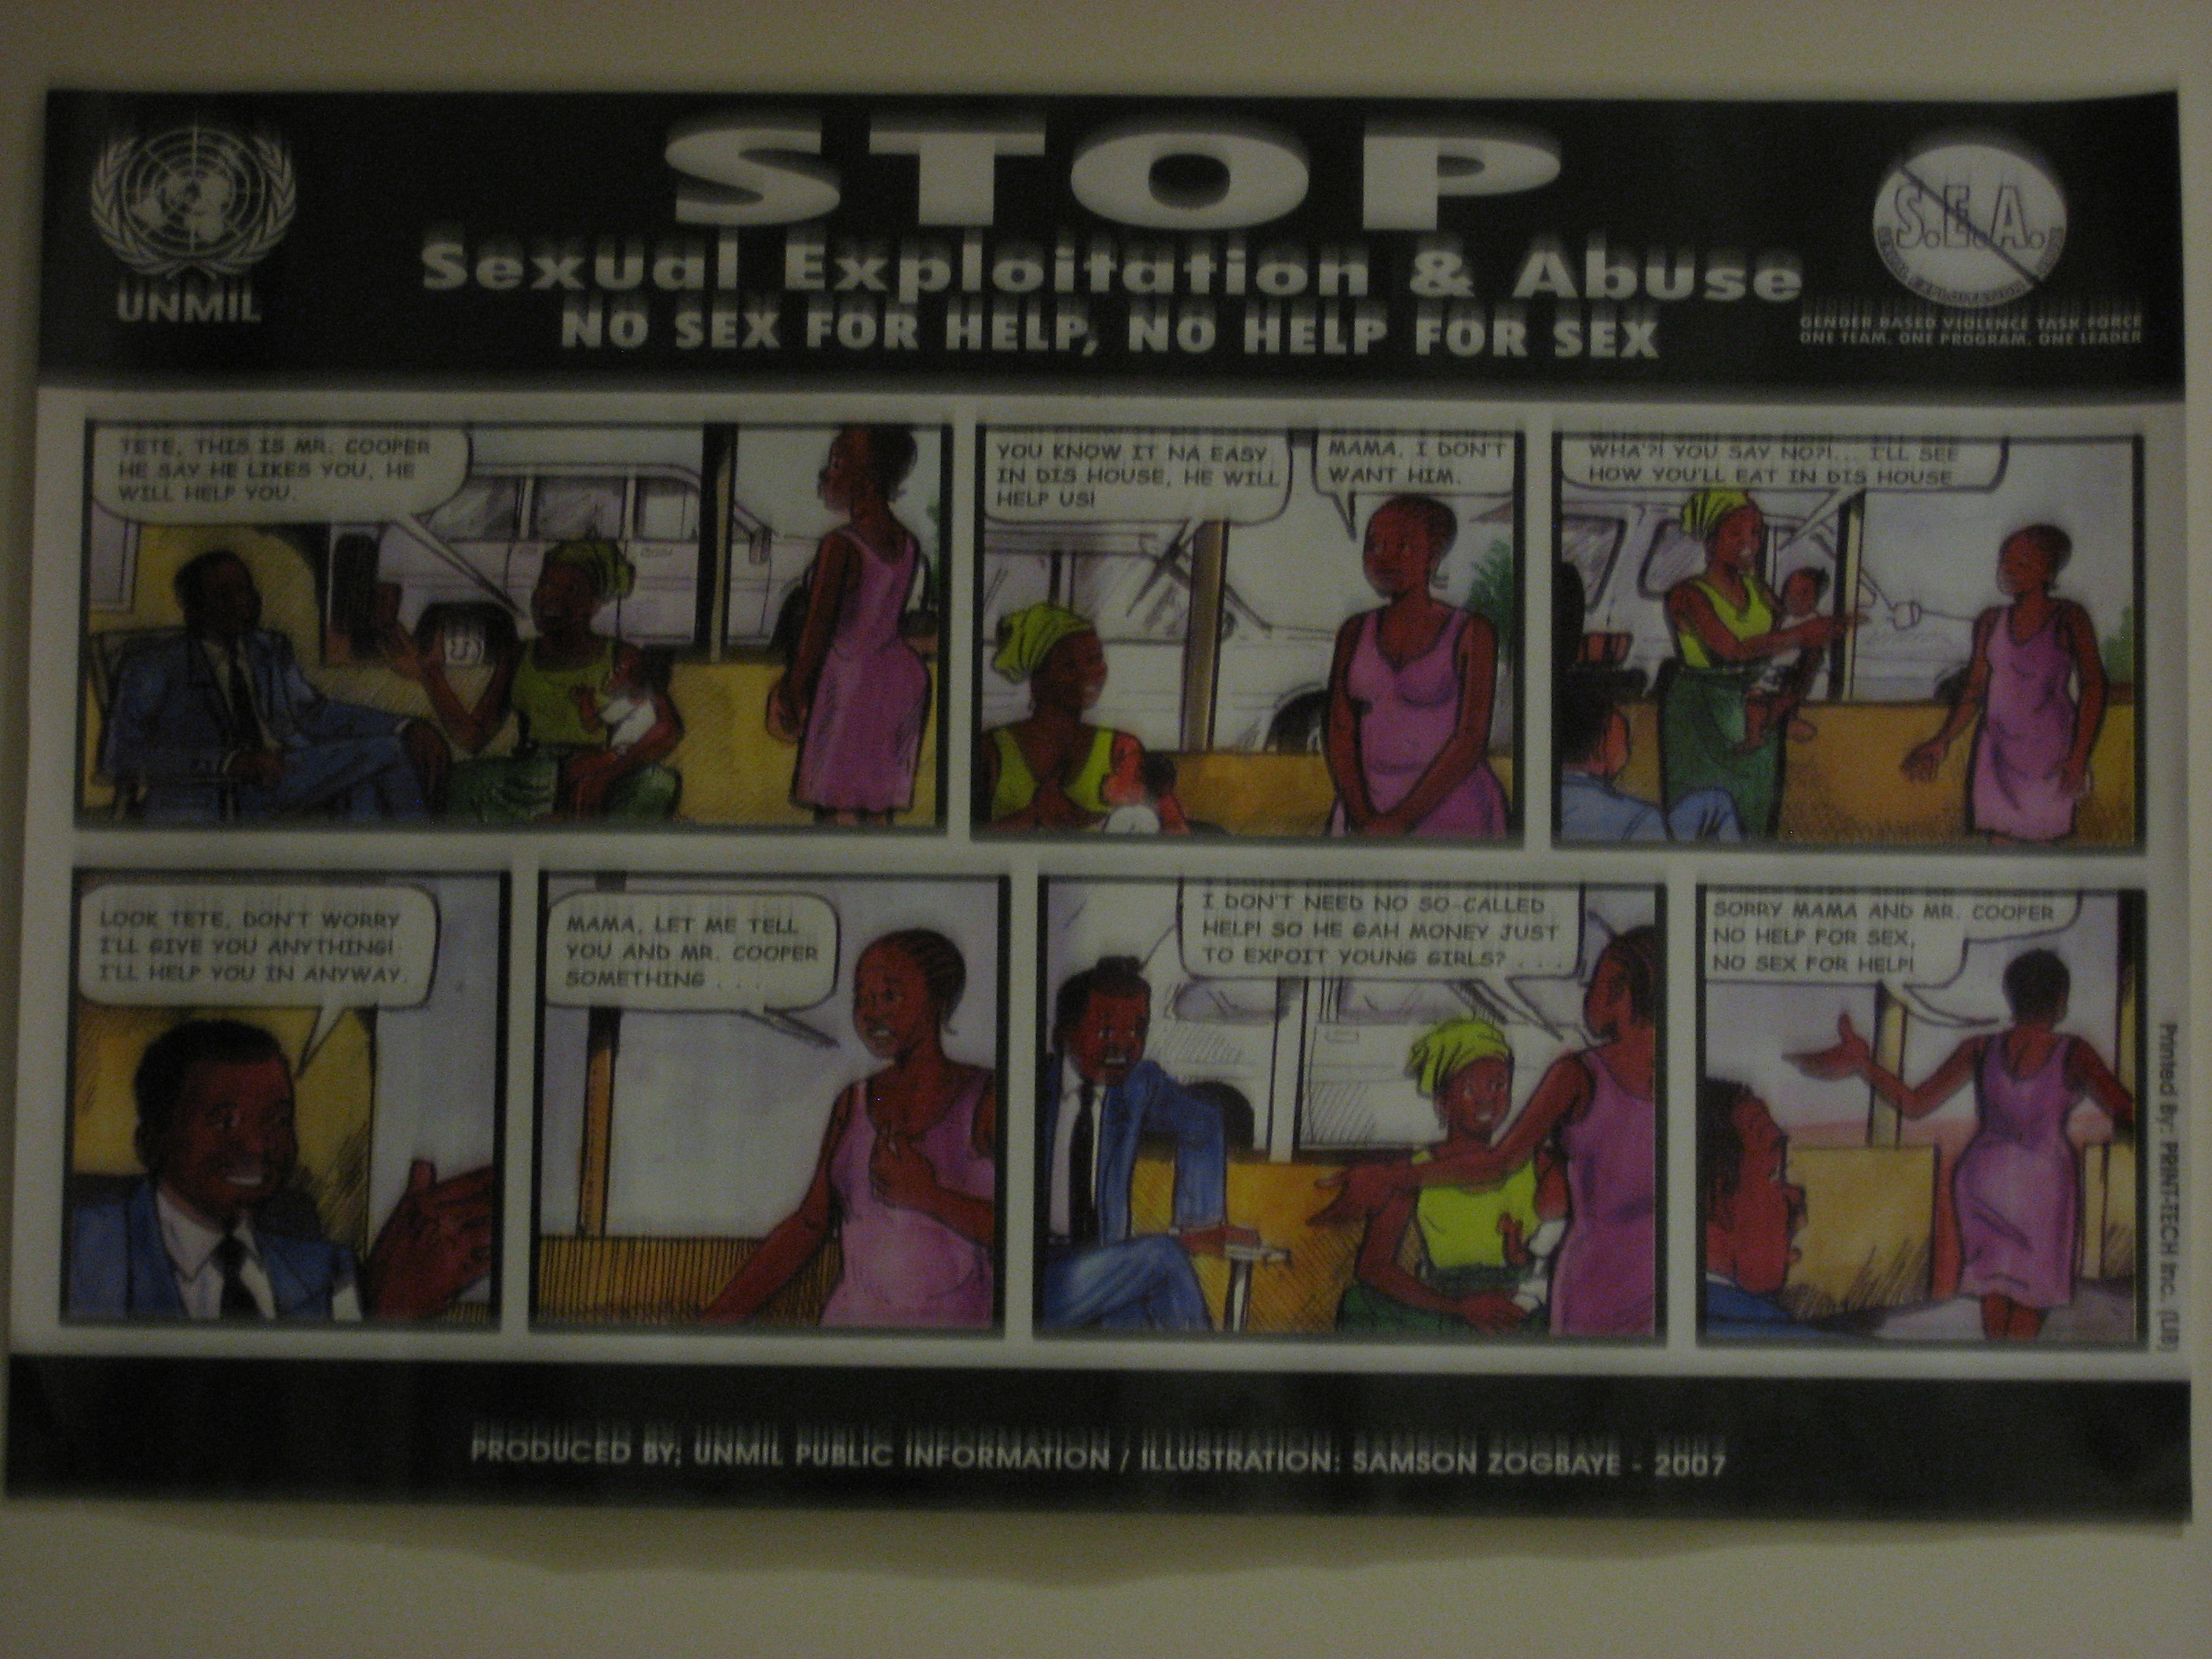 UNMIL
STOP
Sexual Exploitation & Abuse
NO SEX FOR HELP, NO HELP FOR SEX
S.E.A.
GENDER BASED VIOLENCE TASK FORCE
ONE TEAM. ONE PROGRAM. ONE LEADER
TETE, THIS IS MR. COOPER
HE SAY HE LIKES YOU, HE
WILL HELP YOU.
YOU KNOW IT NA EASY
IN DIS HOUSE, HE WILL
HELP US!
MAMA, I DON'T
WANT HIM.
WHA'?! YOU SAY NO?!... I'LL SEE
HOW YOU'LL EAT IN DIS HOUSE
LOOK TETE, DON'T WORRY
I'LL GIVE YOU ANYTHING!
I'LL HELP YOU IN ANYWAY.
MAMA, LET ME TELL
YOU AND MR. COOPER
SOMETHING . . .
I DON'T NEED NO SO-CALLED
HELP! SO HE GAH MONEY JUST
TO EXPOIT YOUNG GIRLS? . . .
SORRY MAMA AND MR. COOPER
NO HELP FOR SEX,
NO SEX FOR HELP!
Printed By: PRINT-TECH Inc. (LIB)
PRODUCED BY; UNMIL PUBLIC INFORMATION / ILLUSTRATION: SAMSON ZOGBAYE - 2007